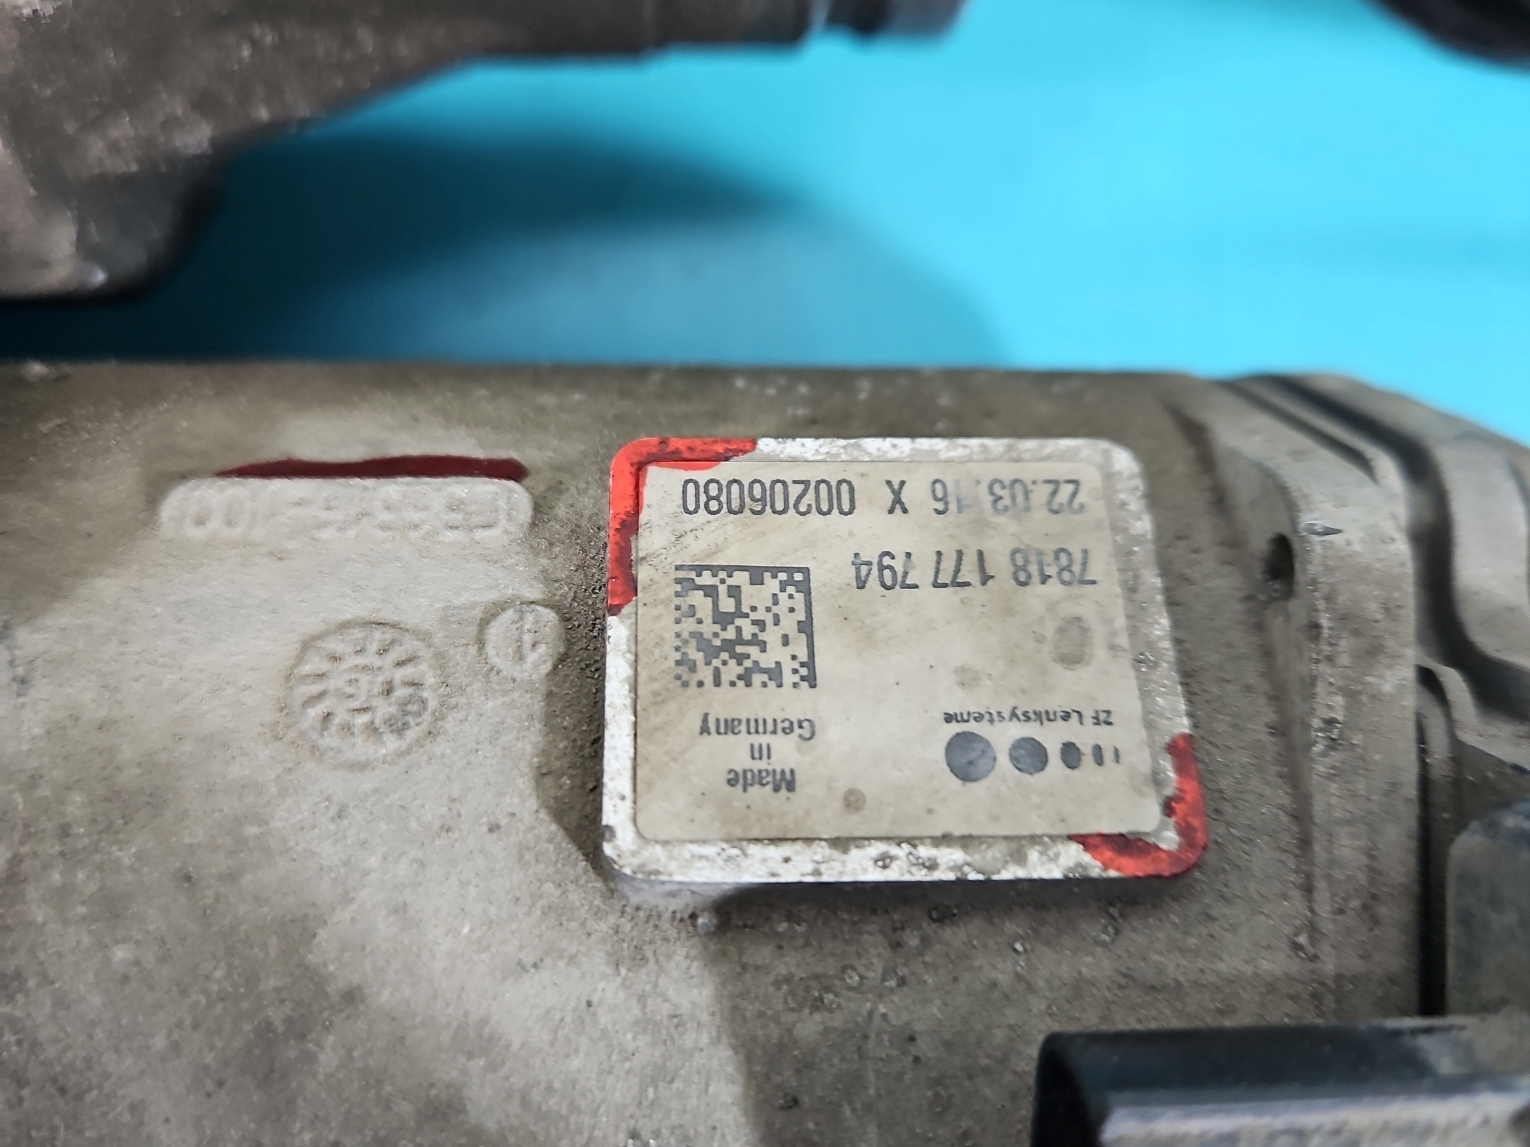 Made
in
Germany
ZF Lenksysteme
7818 177 794
22.03.16 X 00206080